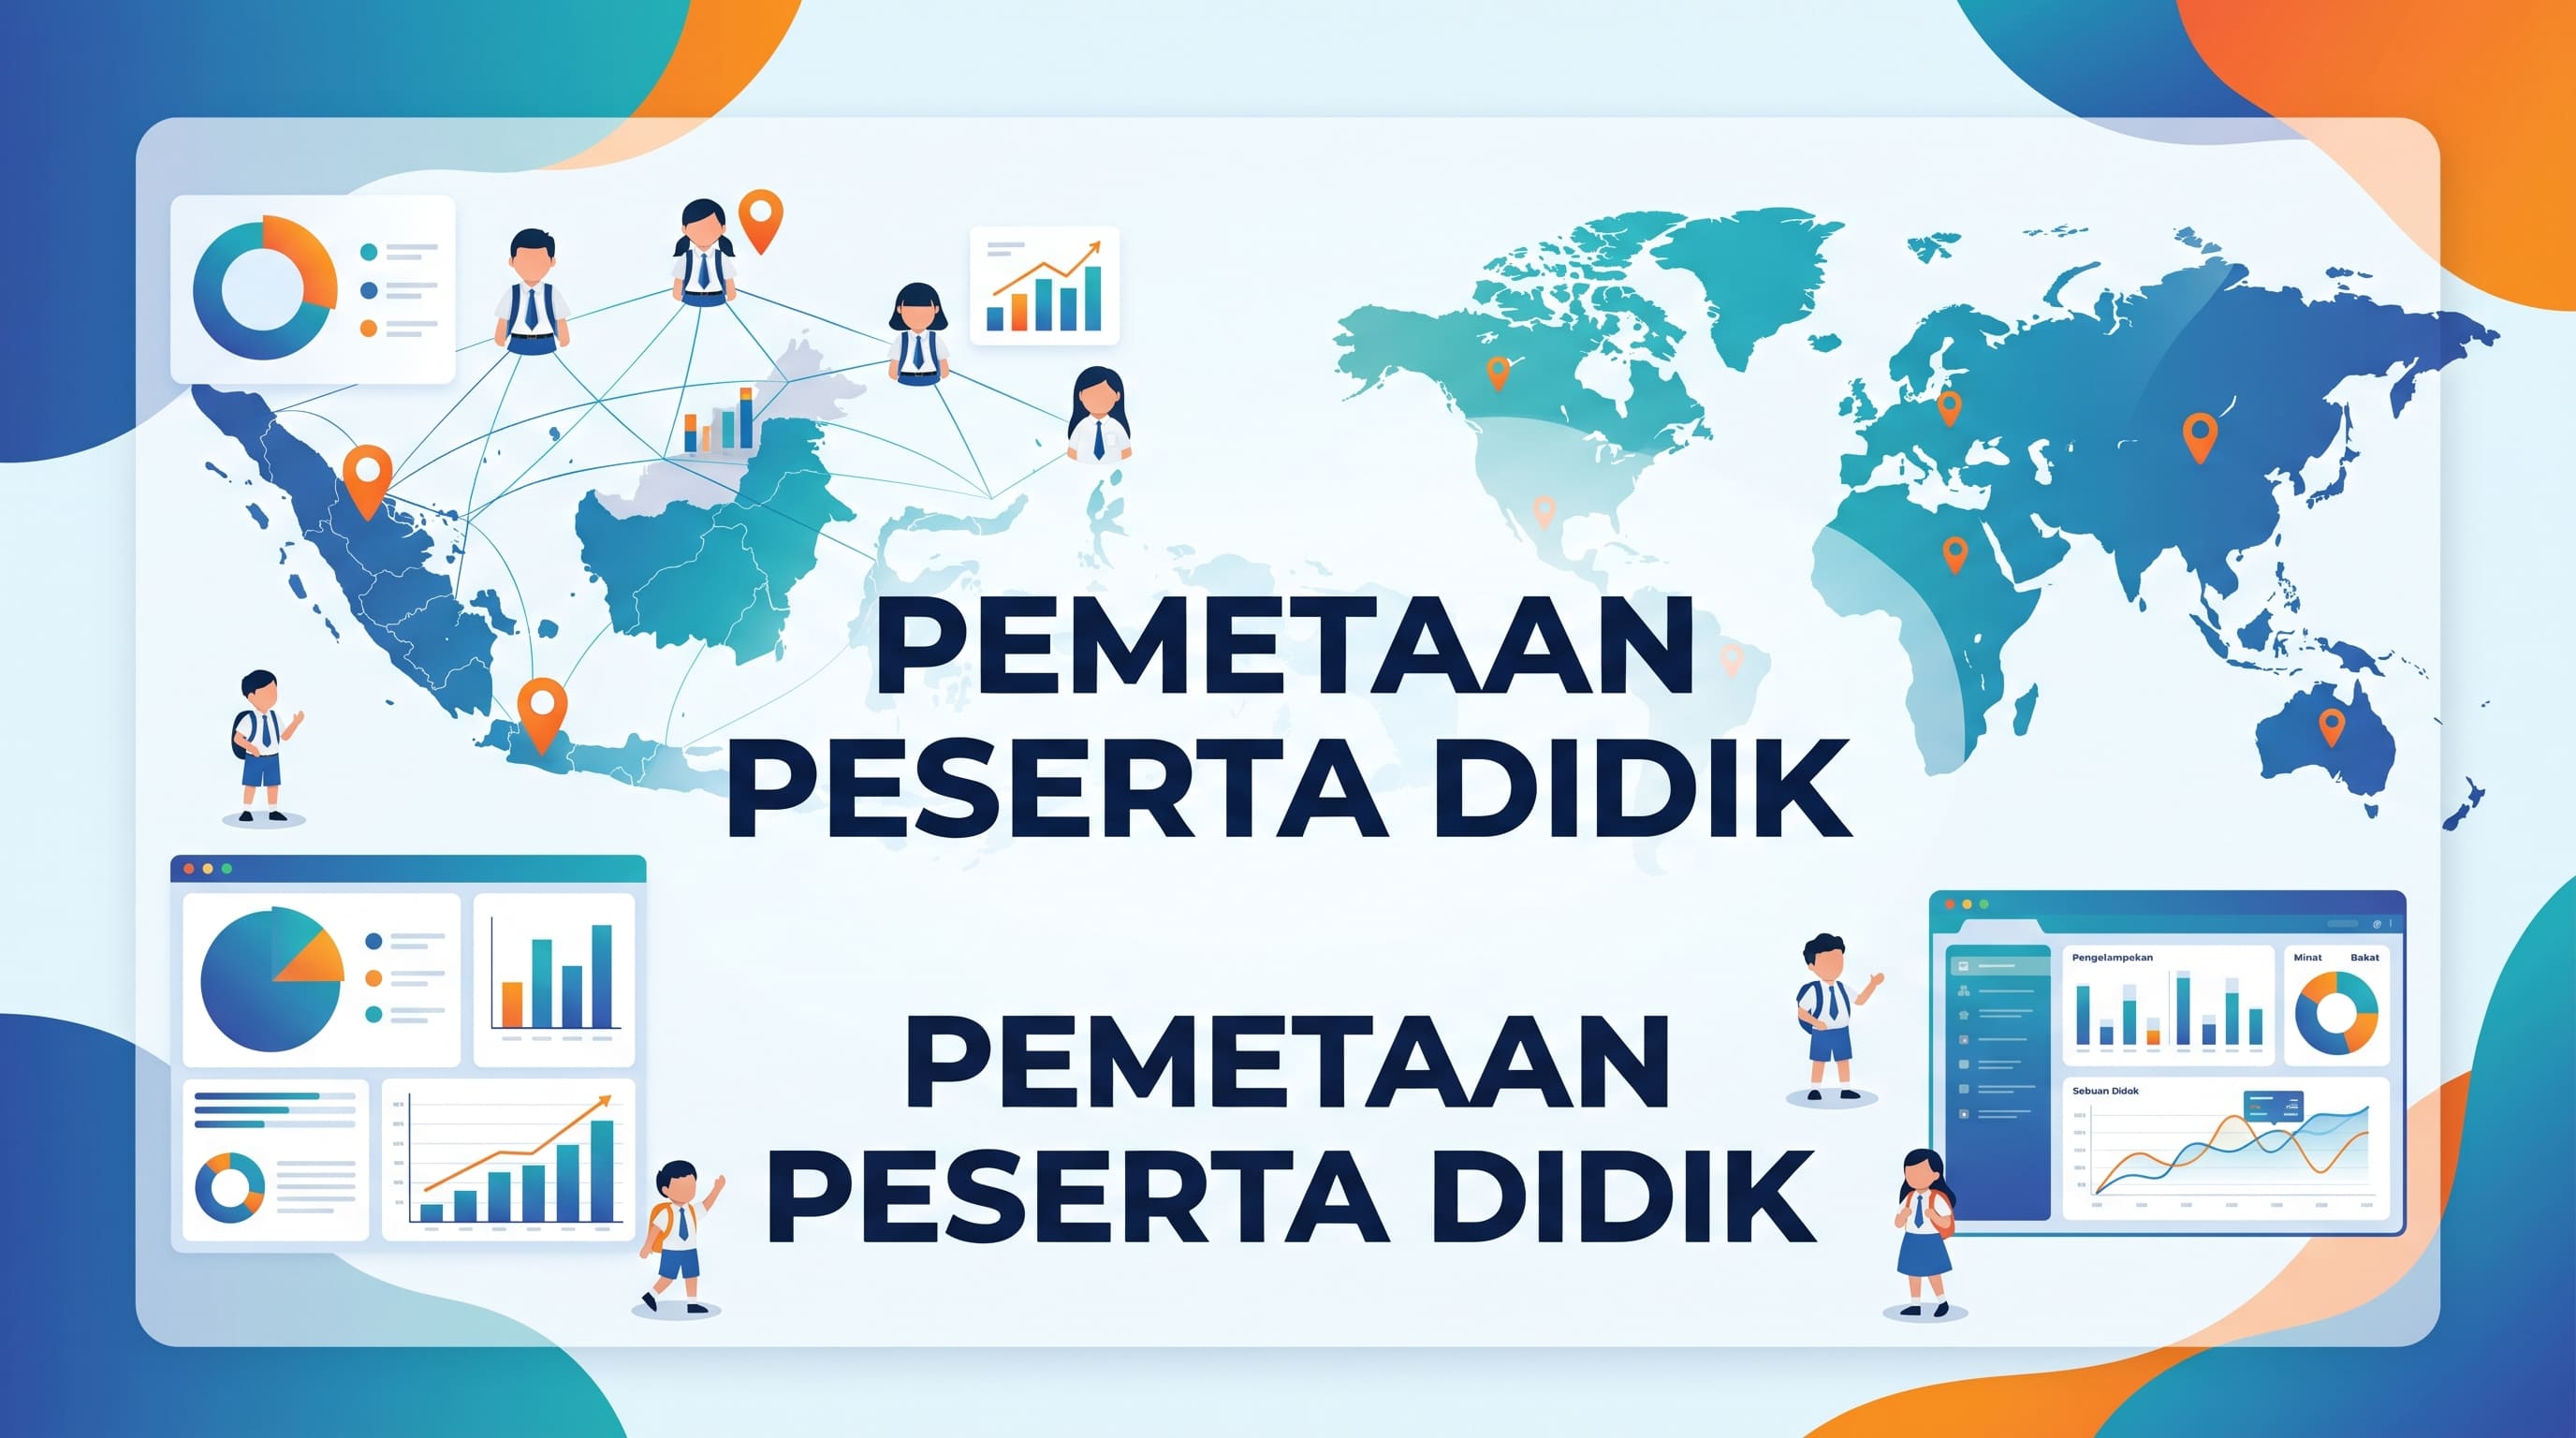 PEMETAAN
PESERTA DIDIK
PEMETAAN
PESERTA DIDIK
Pengelampekan
Minat Bakat
Sebuan Didok